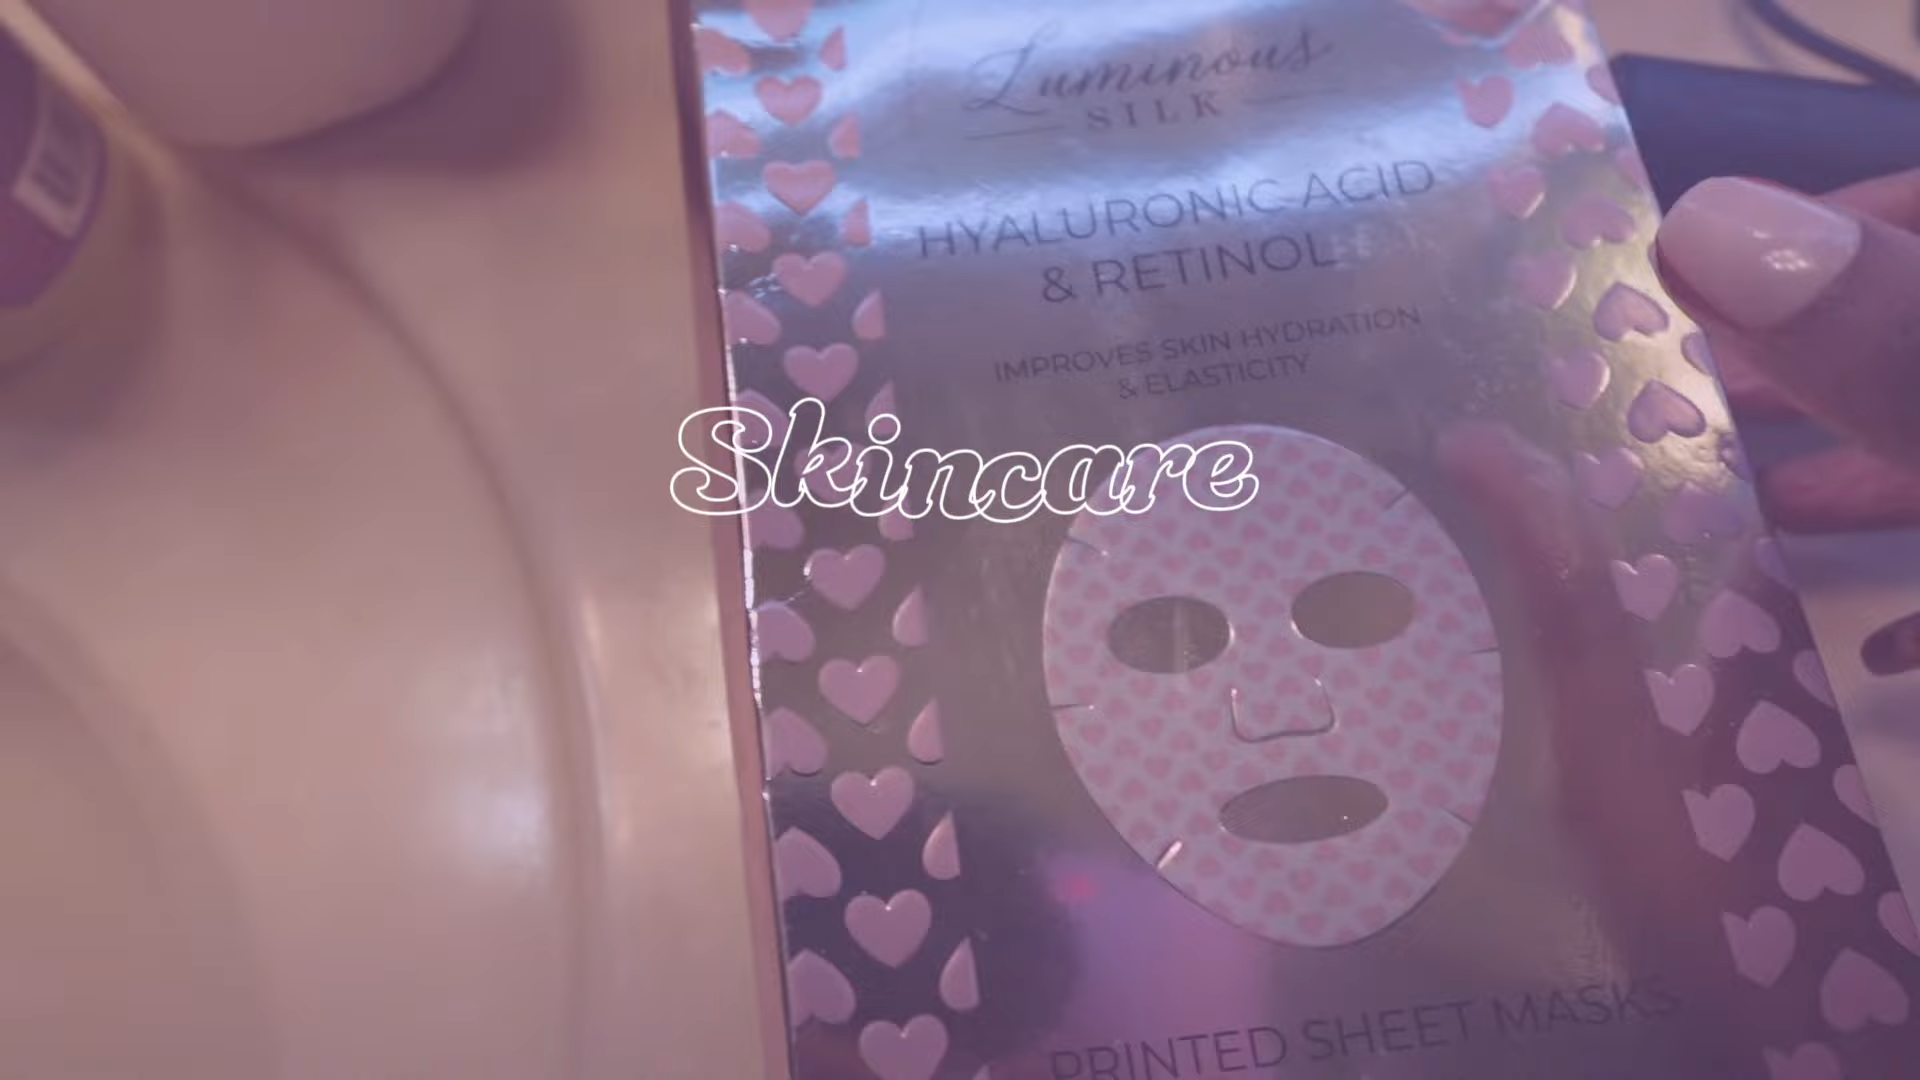 Luminous
SILK
HYALURONIC ACID
& RETINOL
IMPROVES SKIN HYDRATION
& ELASTICITY
Skincare
PRINTED SHEET MASKS